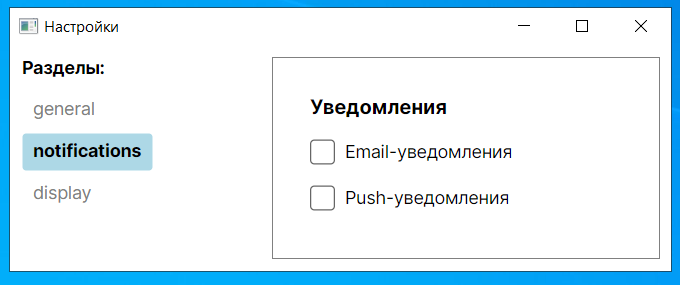 Настройки
Разделы:
general
notifications
display
Уведомления
Email-уведомления
Push-уведомления